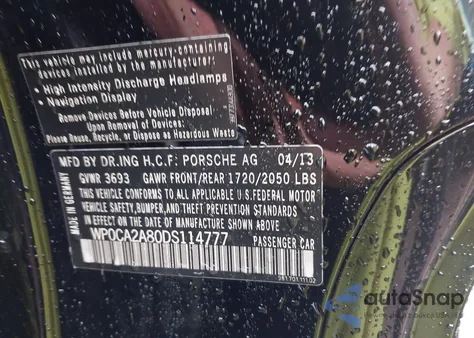 This vehicle may include mercury-containing
devices installed by the manufacturer:
• High Intensity Discharge Headlamps
• Navigation Display
Remove Devices Before Vehicle Disposal
Upon Removal of Devices:
Please Reuse, Recycle, or Dispose as Hazardous Waste
MFD BY DR.ING H.C.F: PORSCHE AG 04/13
GVWR 3693 GAWR FRONT/REAR 1720/2050 LBS
THIS VEHICLE CONFORMS TO ALL APPLICABLE U.S.FEDERAL MOTOR
VEHICLE SAFETY,BUMPER,AND THEFT PREVENTION STANDARDS
IN EFFECT ON THE DATE OF MANUFACTURE SHOWN ABOVE.
WP0CA2A80DS114777 PASSENGER CAR
MADE IN GERMANY
981.701.111.02
autoSnap